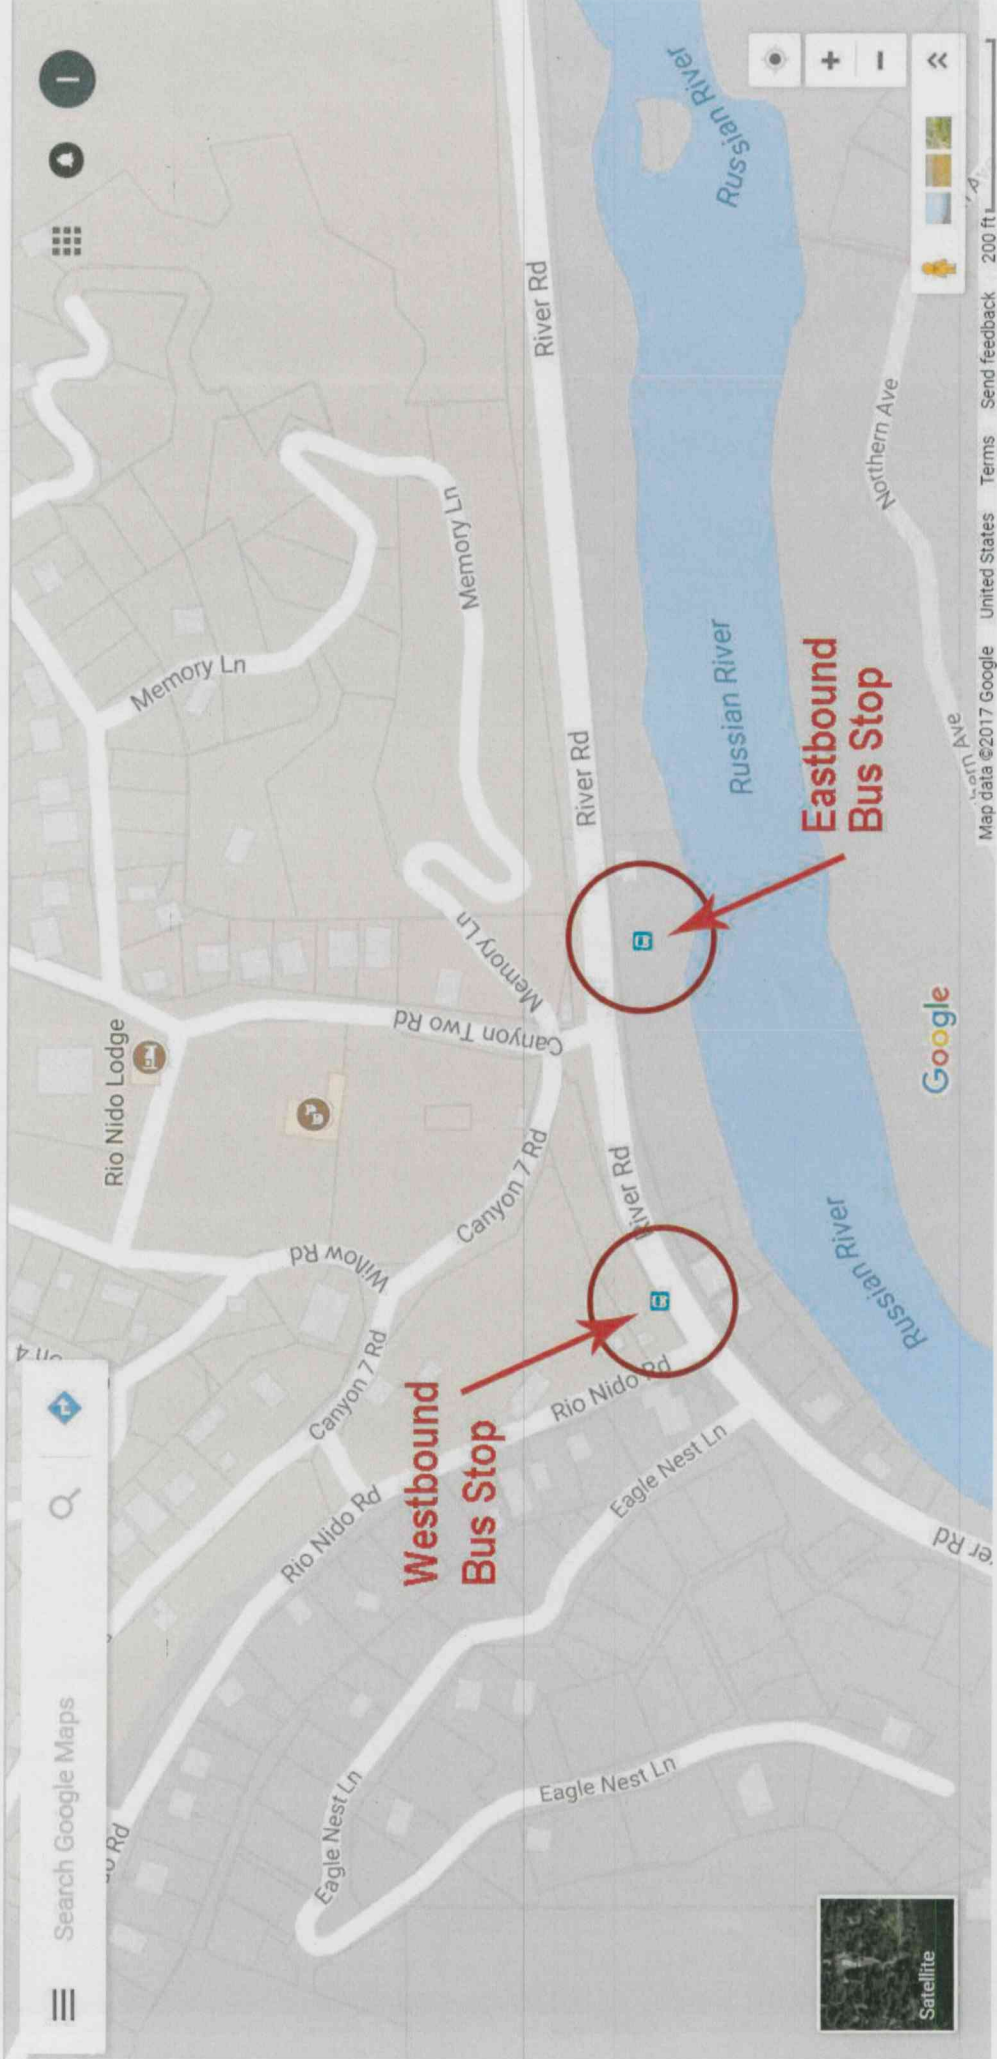 Search Google Maps
Rio Nido Lodge
Memory Ln
Willow Rd
Canyon 7 Rd
Rio Nido Rd
Eagle Nest Ln
Westbound
Bus Stop
Canyon 7 Rd
Canyon Two Rd
Memory Ln
Memory Ln
River Rd
River Rd
River Rd
Rio Nido Rd
Eagle Nest Ln
Eagle Nest Ln
Russian River
Russian River
Russian River
Eastbound
Bus Stop
Northern Ave
Satellite
Google
Map data ©2017 Google United States Terms Send feedback 200 ft